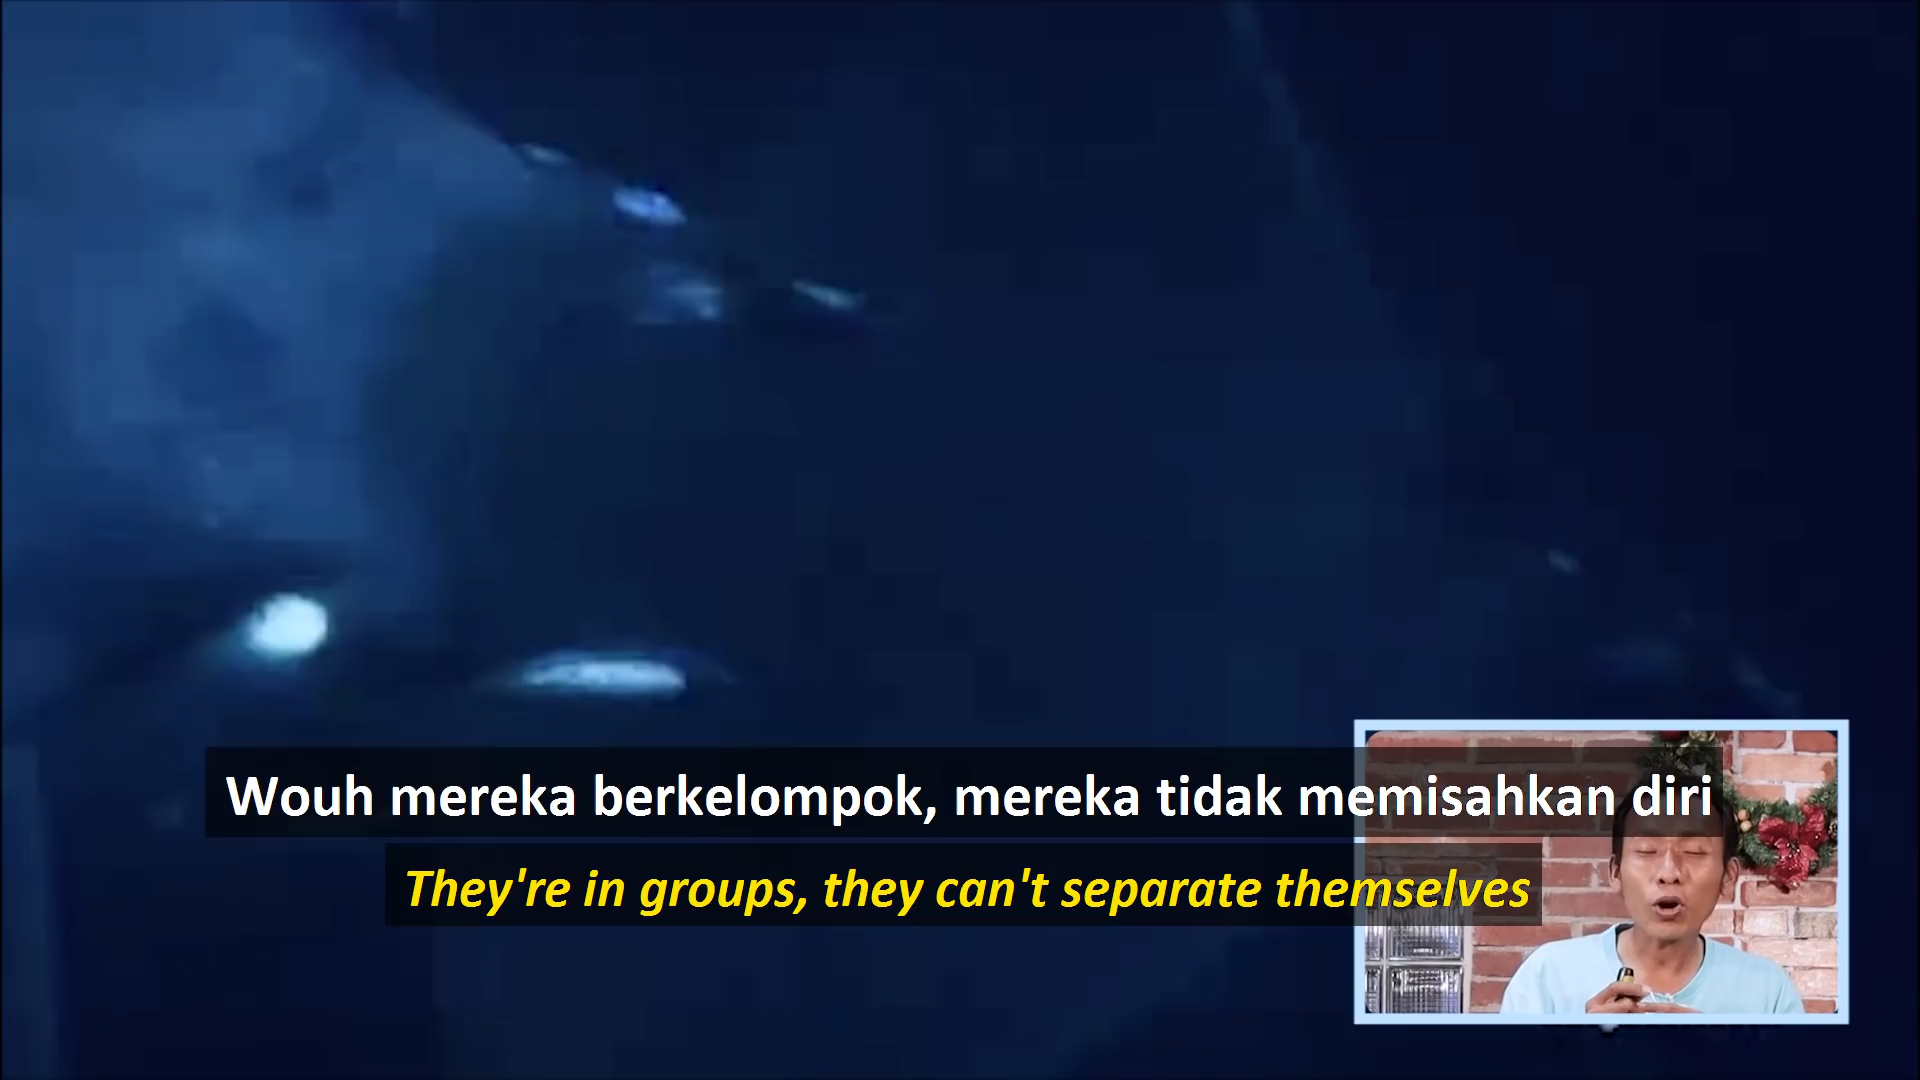 Wouh mereka berkelompok, mereka tidak memisahkan diri
They're in groups, they can't separate themselves